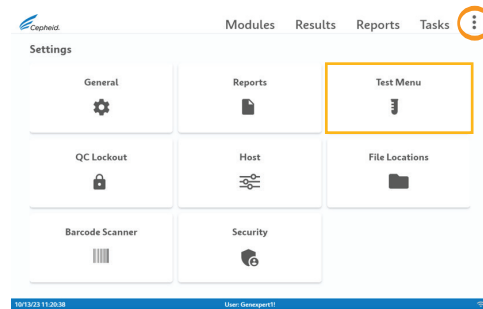 Cepheid.
Modules Results Reports Tasks
Settings
General Reports Test Menu
QC Lockout Host File Locations
Barcode Scanner Security
10/13/23 11:20:38 User: Genexpert1!